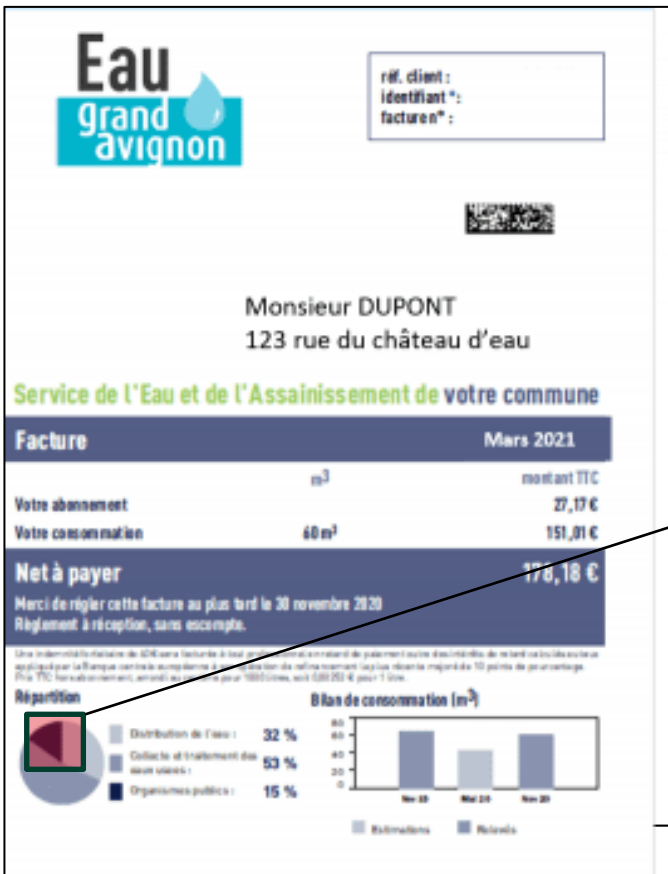 Eau
grand
avignon
réf. client :
identifiant * :
facture n* :
Monsieur DUPONT
123 rue du château d'eau
Service de l'Eau et de l'Assainissement de votre commune
Facture Mars 2021
m³ montant TTC
Votre abonnement 27,17 €
Votre consommation 60 m³ 151,01 €
Net à payer 178,18 €
Merci de régler cette facture au plus tard le 30 novembre 2020
Règlement à réception, sans escompte.
Répartition
Distribution de l'eau : 32 %
Collecte et traitement des
eaux usées : 53 %
Organismes publics : 15 %
Bilan de consommation (m³)
80
60
40
20
0
Nov 20
Estimations Relevés